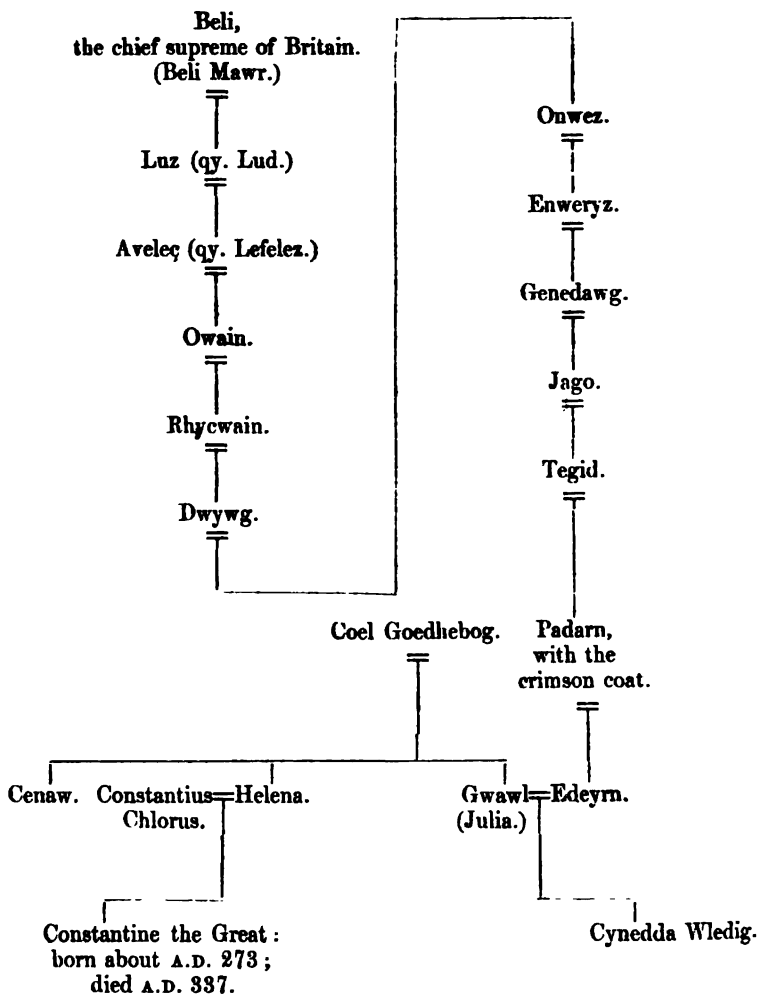 Beli,
the chief supreme of Britain.
(Beli Mawr.)
Luz (qy. Lud.)
Aveleç (qy. Lefelez.)
Owain.
Rhycwain.
Dwywg.
Onwez.
Enweryz.
Genedawg.
Jago.
Tegid.
Padarn,
with the
crimson coat.
Coel Goedhebog.
Cenaw. Constantius=Helena.
Chlorus.
Gwawl=Edeyrn.
(Julia.)
Constantine the Great :
born about A.D. 273 ;
died A.D. 337.
Cynedda Wledig.